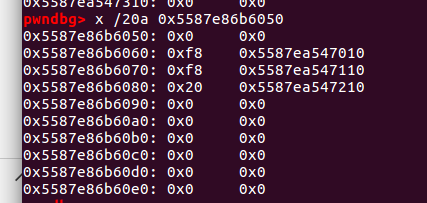 0x5587ea547310: 0x0 0x0
pwndbg> x /20a 0x5587e86b6050
0x5587e86b6050: 0x0 0x0
0x5587e86b6060: 0xf8 0x5587ea547010
0x5587e86b6070: 0xf8 0x5587ea547110
0x5587e86b6080: 0x20 0x5587ea547210
0x5587e86b6090: 0x0 0x0
0x5587e86b60a0: 0x0 0x0
0x5587e86b60b0: 0x0 0x0
0x5587e86b60c0: 0x0 0x0
0x5587e86b60d0: 0x0 0x0
0x5587e86b60e0: 0x0 0x0